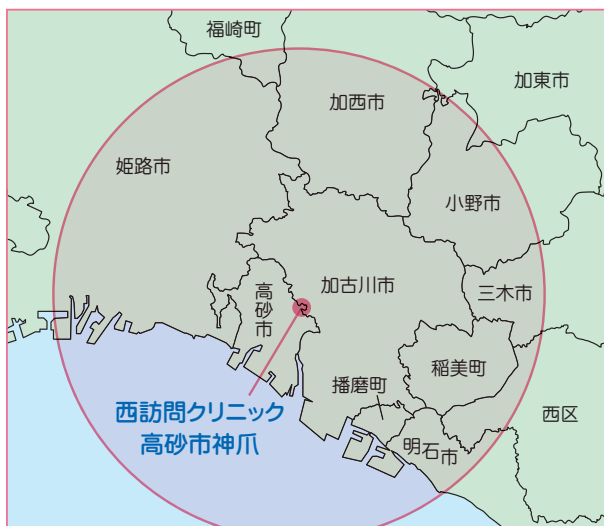 福崎町
加西市
加東市
姫路市
小野市
加古川市
高砂市
三木市
稲美町
播磨町
西区
明石市
西訪問クリニック
高砂市神爪